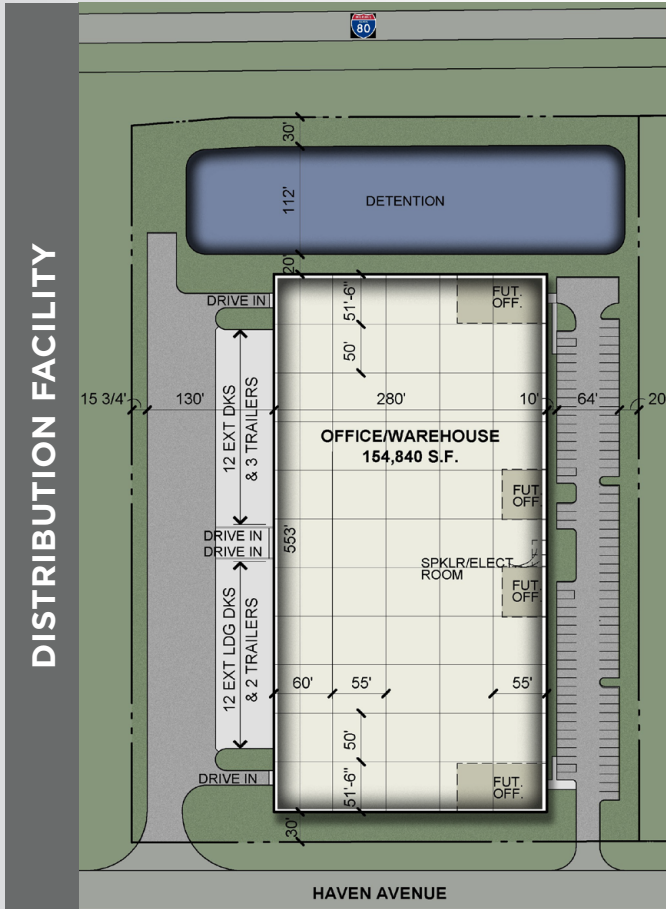 DISTRIBUTION FACILITY
80
30'
112'
DETENTION
20'
DRIVE IN
51'-6"
FUT.
OFF.
50'
15 3/4'
130'
280'
10'
64'
20
12 EXT DKS
& 3 TRAILERS
OFFICE/WAREHOUSE
154,840 S.F.
FUT.
OFF.
DRIVE IN
DRIVE IN
553'
SPKLR/ELECT
ROOM
FUT.
OFF.
12 EXT LDG DKS
& 2 TRAILERS
60'
55'
55'
50'
DRIVE IN
51'-6"
FUT.
OFF.
30'
HAVEN AVENUE